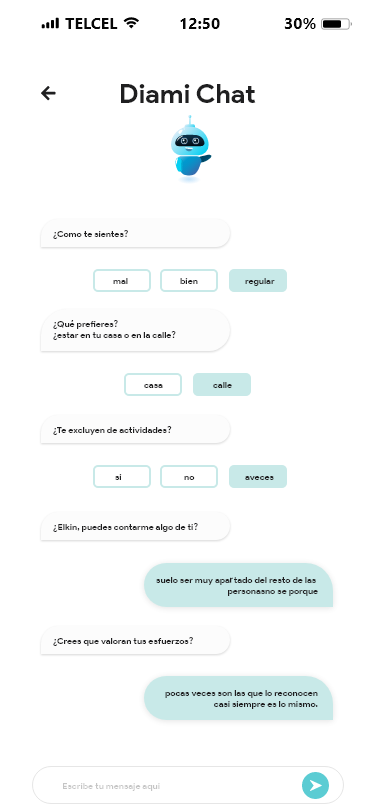 TELCEL 12:50 30%
Diami Chat
¿Como te sientes?
mal bien regular
¿Qué prefieres?
¿estar en tu casa o en la calle?
casa calle
¿Te excluyen de actividades?
si no aveces
¿Elkin, puedes contarme algo de ti?
suelo ser muy apartado del resto de las
personasno se porque
¿Crees que valoran tus esfuerzos?
pocas veces son las que lo reconocen
casi siempre es lo mismo.
Escribe tu mensaje aqui